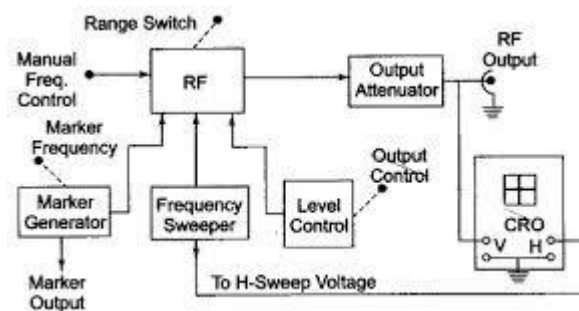 Range Switch
Manual
Freq.
Control
RF
Output
Attenuator
RF
Output
Marker
Frequency
Marker
Generator
Frequency
Sweeper
Level
Control
Output
Control
CRO
V H
Marker
Output
To H-Sweep Voltage